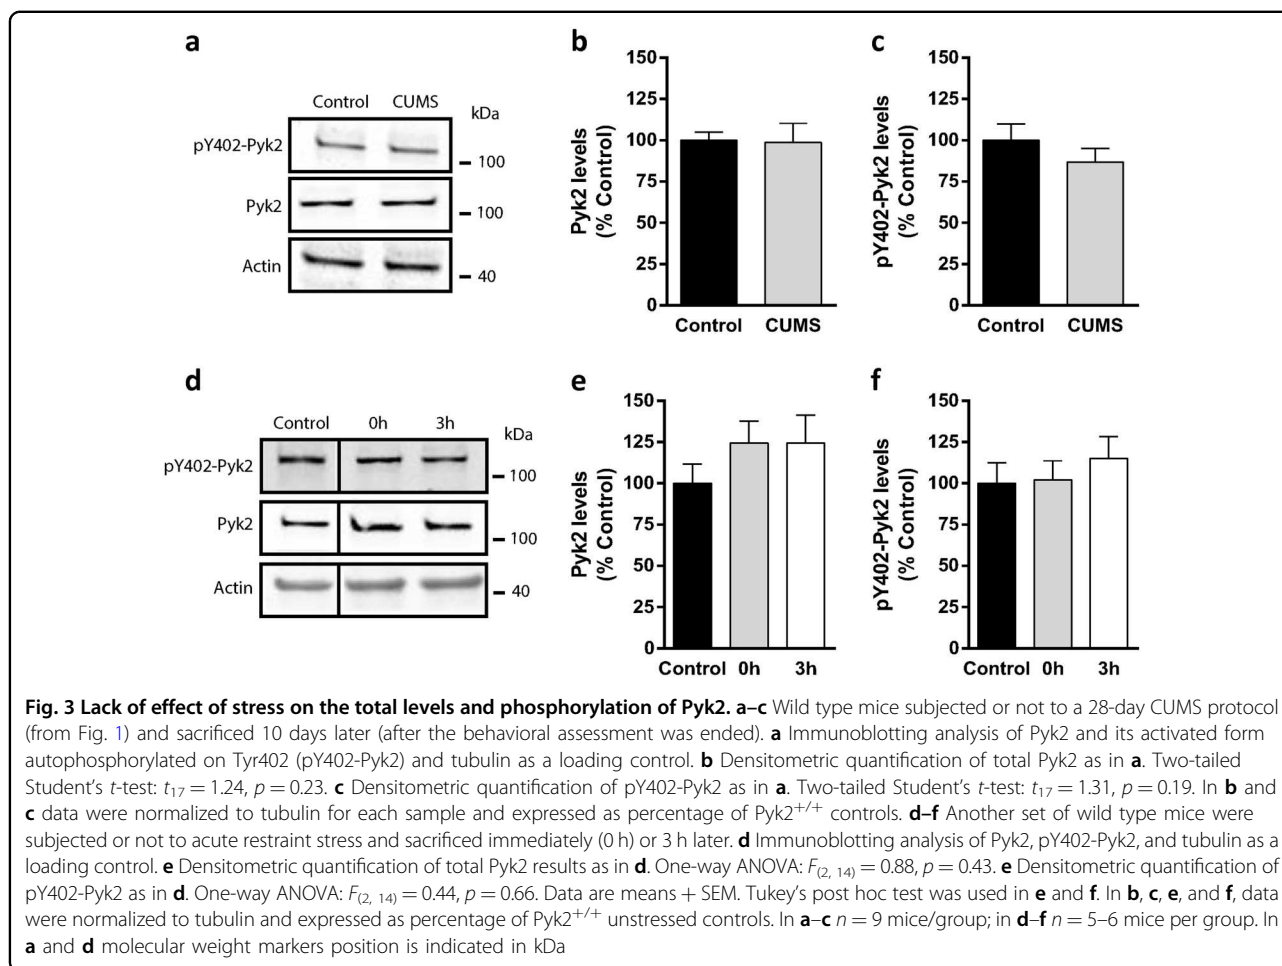 a
Control CUMS
kDa
pY402-Pyk2
100
Pyk2
100
Actin
40
b
150
125
100
75
50
25
0
Pyk2 levels
(% Control)
Control CUMS
c
150
125
100
75
50
25
0
pY402-Pyk2 levels
(% Control)
Control CUMS
d
Control 0h 3h
kDa
pY402-Pyk2
100
Pyk2
100
Actin
40
e
150
125
100
75
50
25
0
Pyk2 levels
(% Control)
Control 0h 3h
f
150
125
100
75
50
25
0
pY402-Pyk2 levels
(% Control)
Control 0h 3h
Fig. 3 Lack of effect of stress on the total levels and phosphorylation of Pyk2. a–c Wild type mice subjected or not to a 28-day CUMS protocol
(from Fig. 1) and sacrificed 10 days later (after the behavioral assessment was ended). a Immunoblotting analysis of Pyk2 and its activated form
autophosphorylated on Tyr402 (pY402-Pyk2) and tubulin as a loading control. b Densitometric quantification of total Pyk2 as in a. Two-tailed
Student's t-test: t17 = 1.24, p = 0.23. c Densitometric quantification of pY402-Pyk2 as in a. Two-tailed Student's t-test: t17 = 1.31, p = 0.19. In b and
c data were normalized to tubulin for each sample and expressed as percentage of Pyk2+/+ controls. d–f Another set of wild type mice were
subjected or not to acute restraint stress and sacrificed immediately (0 h) or 3 h later. d Immunoblotting analysis of Pyk2, pY402-Pyk2, and tubulin as a
loading control. e Densitometric quantification of total Pyk2 results as in d. One-way ANOVA: F(2, 14) = 0.88, p = 0.43. e Densitometric quantification of
pY402-Pyk2 as in d. One-way ANOVA: F(2, 14) = 0.44, p = 0.66. Data are means + SEM. Tukey's post hoc test was used in e and f. In b, c, e, and f, data
were normalized to tubulin and expressed as percentage of Pyk2+/+ unstressed controls. In a–c n = 9 mice/group; in d–f n = 5–6 mice per group. In
a and d molecular weight markers position is indicated in kDa